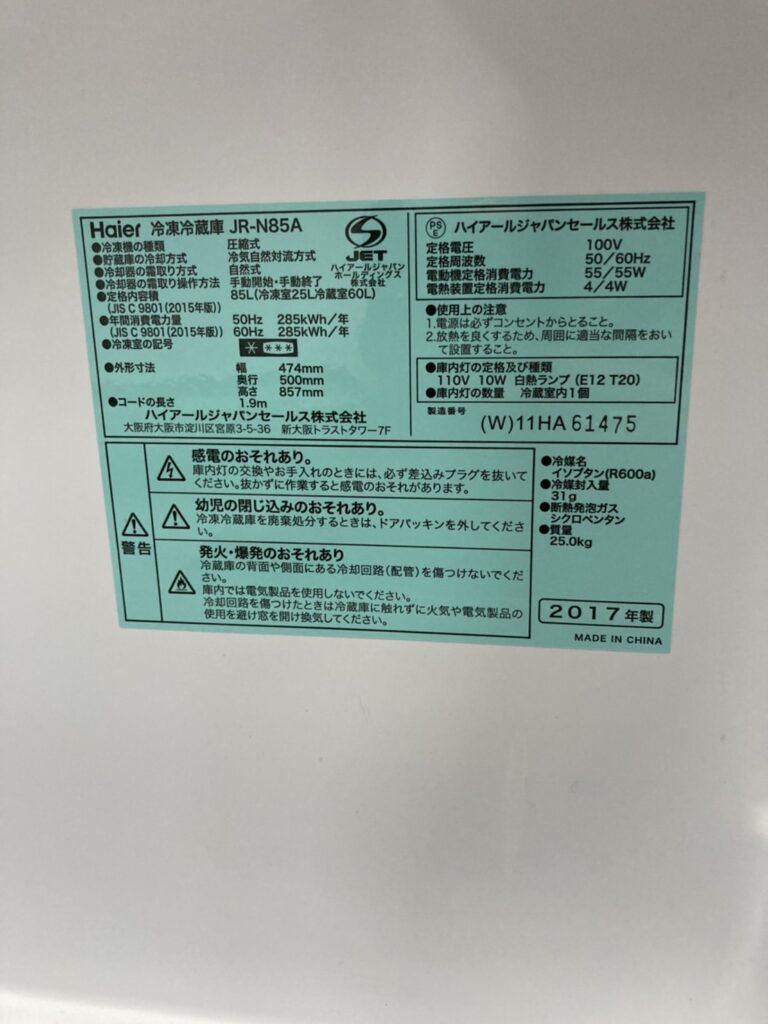 Haier 冷凍冷蔵庫 JR-N85A
●冷凍機の種類 圧縮式
●貯蔵庫の冷却方式 冷気自然対流方式
●冷却器の霜取り方式 自然式
●冷却器の霜取り操作方法 手動開始・手動終了
●定格内容積 85L(冷凍室25L冷蔵室60L)
(JIS C 9801(2015年版))
●年間消費電力量 50Hz 285kWh/年
(JIS C 9801(2015年版)) 60Hz 285kWh/年
●冷凍室の記号
●外形寸法 幅 474mm
奥行 500mm
高さ 857mm
●コードの長さ 1.9m
ハイアールジャパンセールス株式会社
大阪府大阪市淀川区宮原3-5-36 新大阪トラストタワー7F
JET
ハイアールジャパン
ホールディングス
株式会社
PS
E
ハイアールジャパンセールス株式会社
定格電圧 100V
定格周波数 50/60Hz
電動機定格消費電力 55/55W
電熱装置定格消費電力 4/4W
●使用上の注意
1.電源は必ずコンセントからとること。
2.放熱を良くするため、周囲に適当な間隔をおい
て設置すること。
●庫内灯の定格及び種類
110V 10W 白熱ランプ (E12 T20)
●庫内灯の数量 冷蔵室内1個
製造番号
(W)11HA 61475
警告
感電のおそれあり。
庫内灯の交換やお手入れのときには、必ず差込みプラグを抜いて
ください。抜かずに作業すると感電のおそれがあります。
幼児の閉じ込みのおそれあり。
冷凍冷蔵庫を廃棄処分するときは、ドアパッキンを外してくださ
い。
発火・爆発のおそれあり
冷蔵庫の背面や側面にある冷却回路(配管)を傷つけないでくだ
さい。
庫内では電気製品を使用しないでください。
冷却回路を傷つけたときは冷蔵庫に触れずに火気や電気製品の
使用を避け窓を開け換気してください。
●冷媒名
イソブタン(R600a)
●冷媒封入量
31g
●断熱発泡ガス
シクロペンタン
●質量
25.0kg
2017年製
MADE IN CHINA